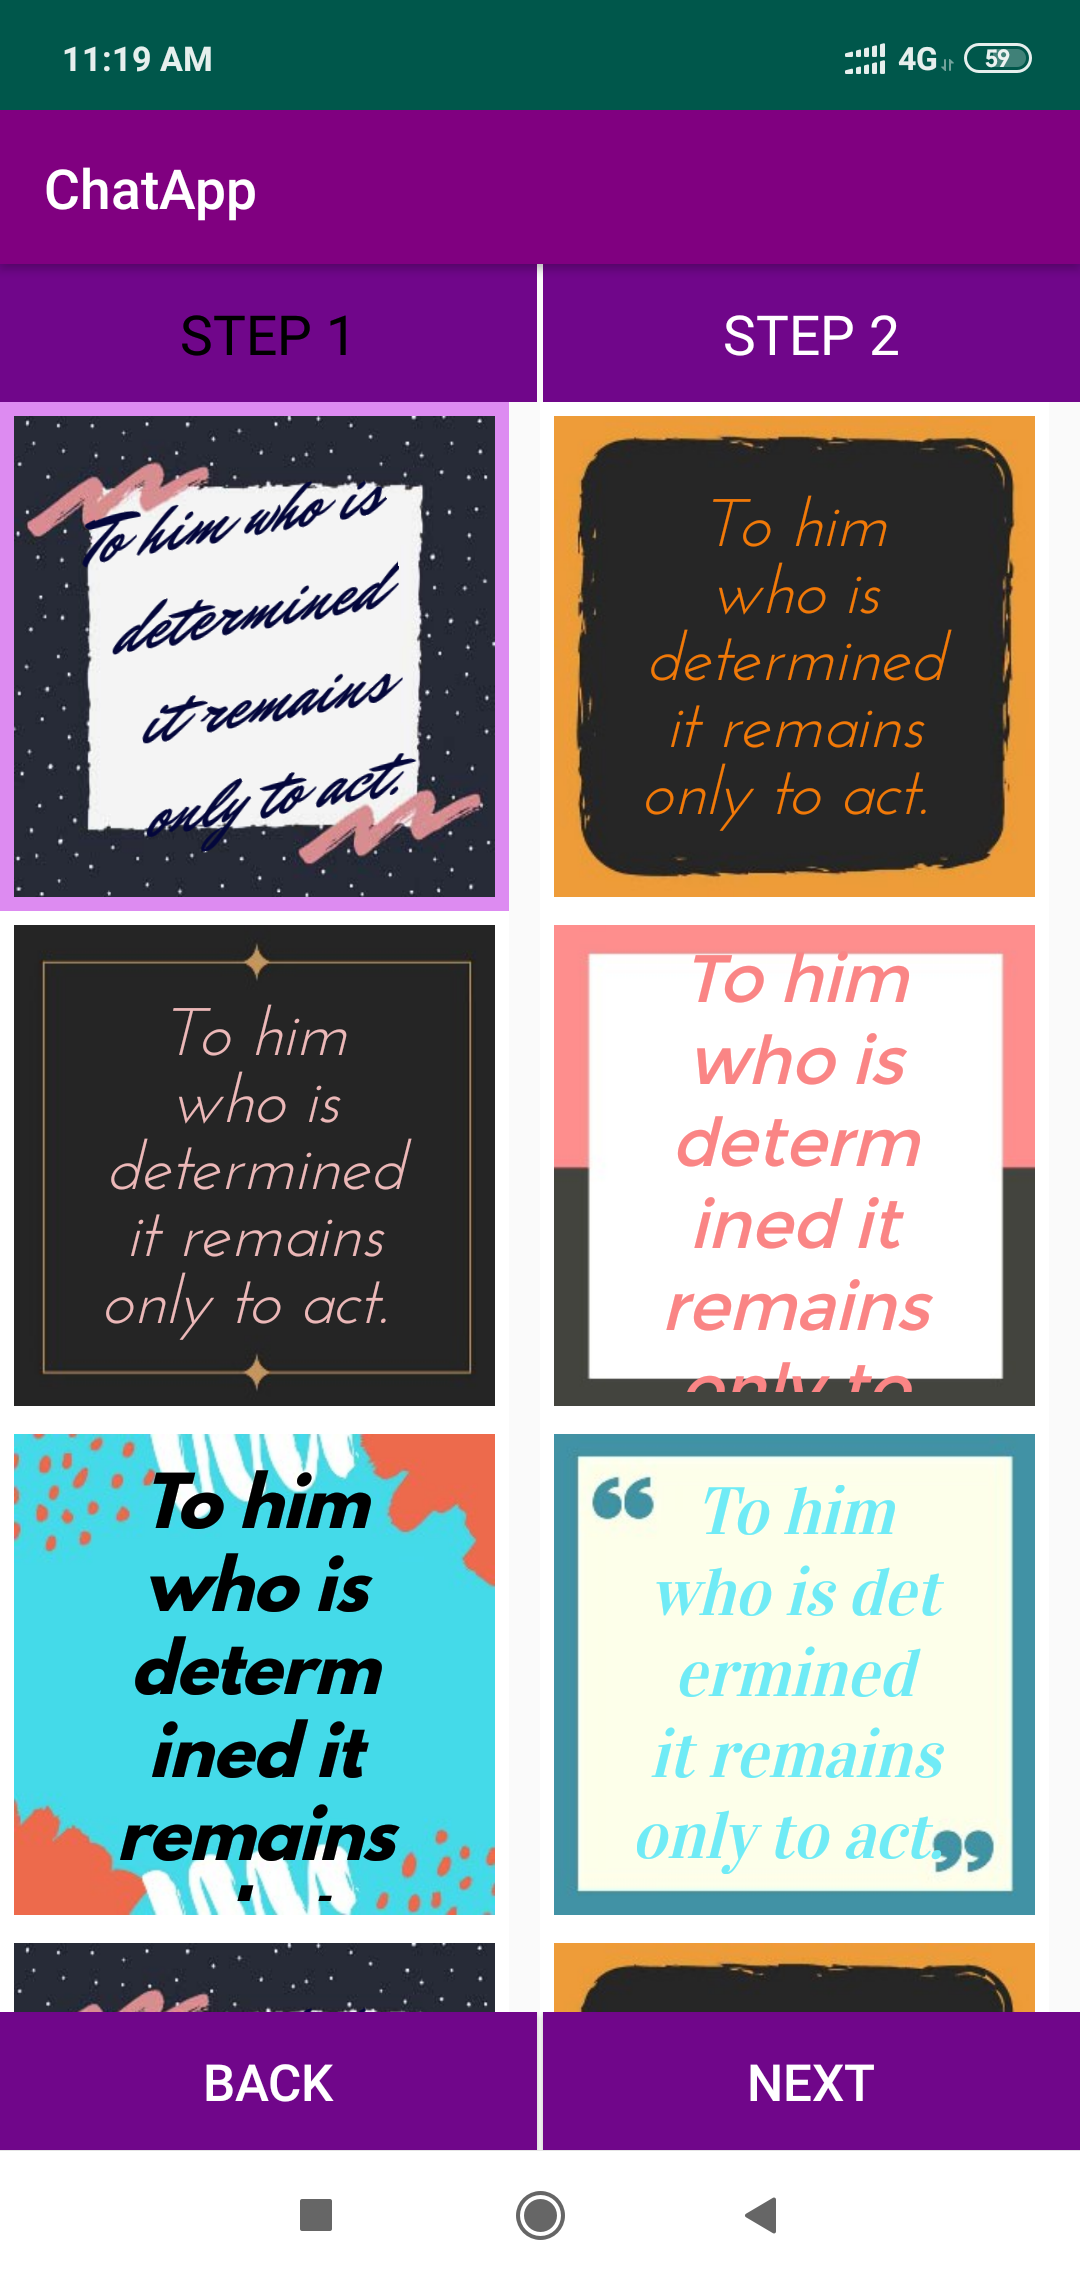 11:19 AM
4G
59
ChatApp
STEP 1
STEP 2
To him who is
determined
it remains
only to act.
To him
who is
determined
it remains
only to act.
To him
who is
determined
it remains
only to act.
To him
who is
determ
ined it
remains
only to
To him
who is
determ
ined it
remains
“ To him
who is det
ermined
it remains
only to act.”
BACK
NEXT